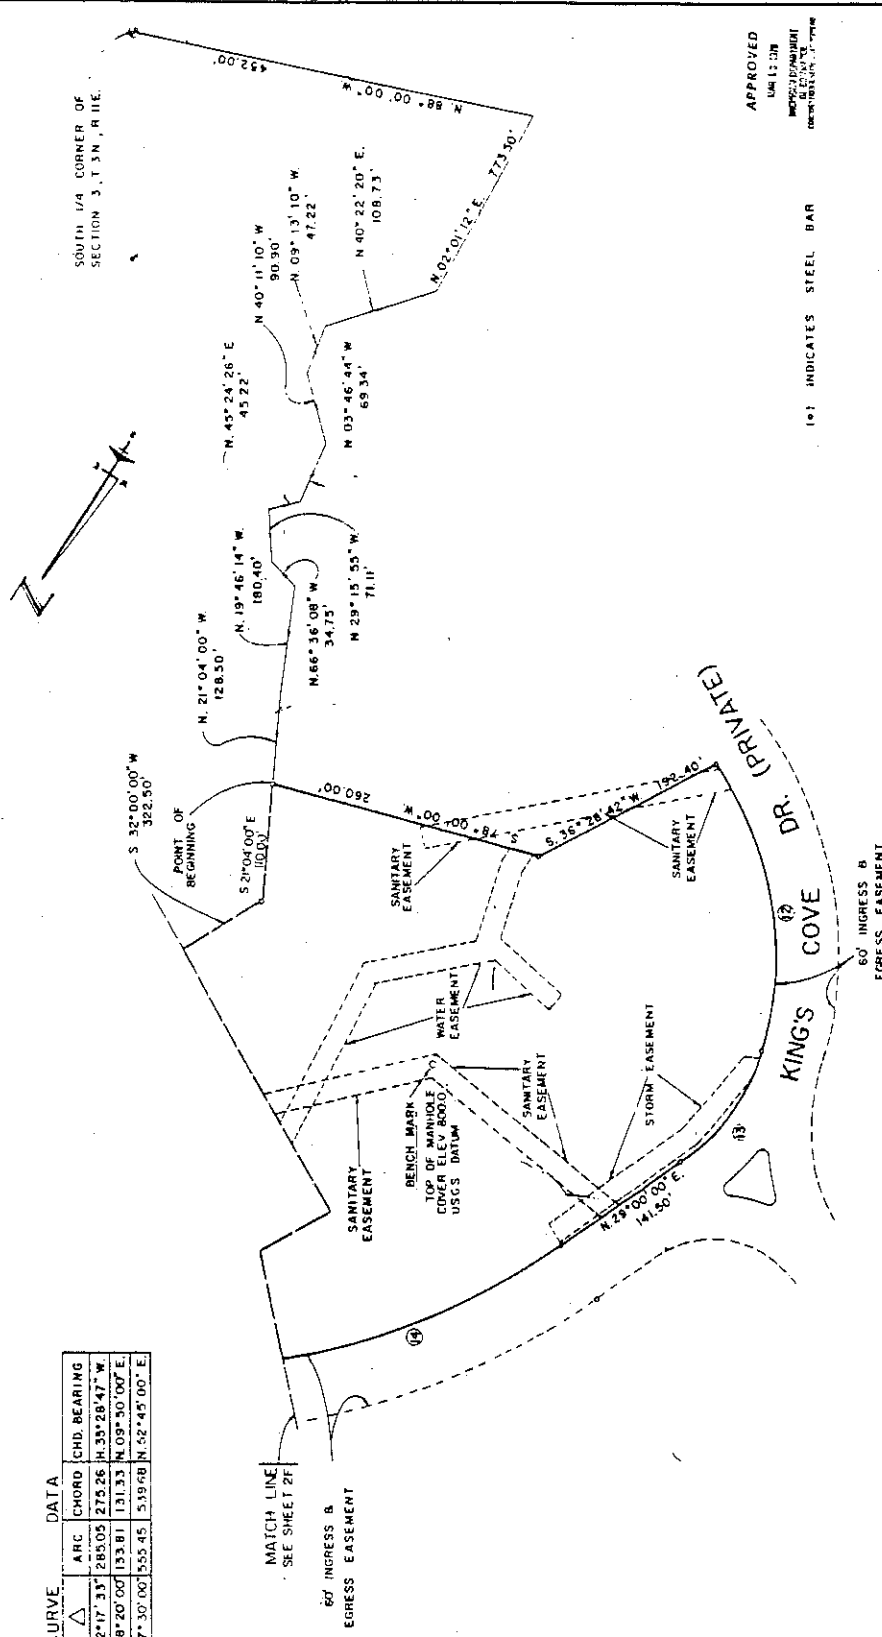 SOUTH 1/4 CORNER OF
SECTION 3, T 3N, R 11E.
452.00'
N. 88° 00' 00" W.
N. 02° 01' 12" E. 773.50'
N 40° 22' 20" E.
108.73'
N. 09° 13' 10" W.
47.22'
N 40° 11' 10" W
90.90'
N 03° 46' 44" W
69.34'
N. 45° 24' 26" E
45.22'
N 29° 15' 55" W.
71.11'
N.66° 36' 08" W.
34.75'
N. 19° 46' 14" W.
180.40'
N. 21° 04' 00" W.
128.50'
S 32° 00' 00" W
322.50'
POINT OF
BEGINNING
S 21° 04' 00" E
110.00'
260.00'
S 78° 00' 00" W.
S. 36° 28' 42" W. 192.40'
SANITARY
EASEMENT
SANITARY
EASEMENT
WATER
EASEMENT
SANITARY
EASEMENT
BENCH MARK
TOP OF MANHOLE
COVER ELEV 800.0
USGS DATUM
SANITARY
EASEMENT
STORM EASEMENT
N. 29° 00' 00" E.
141.50'
KING'S COVE DR. (PRIVATE)
12
13
14
60' INGRESS &
EGRESS EASEMENT
MATCH LINE
SEE SHEET 2F
60' INGRESS &
EGRESS EASEMENT
CURVE DATA
△ ARC CHORD CHD. BEARING
2° 17' 33" 285.05 275.26 N. 35° 28' 47" W.
8° 20' 00" 133.81 131.33 N. 09° 50' 00" E.
7° 30' 00" 555.45 539.68 N. 52° 45' 00" E.
(o) INDICATES STEEL BAR
APPROVED